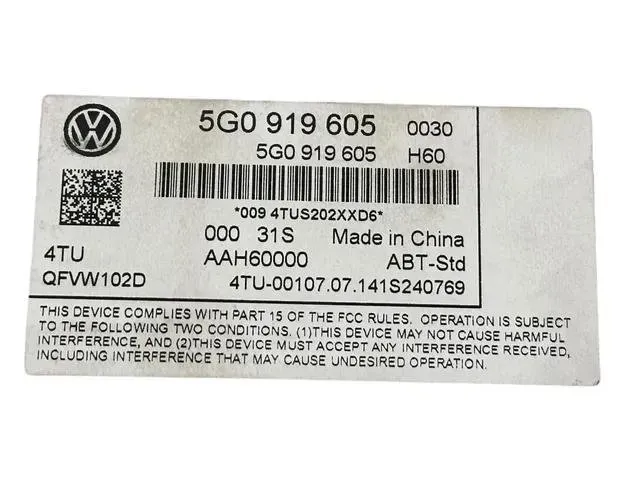 5G0 919 605 0030
5G0 919 605 H60
*009 4TUS202XXD6*
000 31S Made in China
4TU AAH60000 ABT-Std
QFVW102D 4TU-00107.07.141S240769
THIS DEVICE COMPLIES WITH PART 15 OF THE FCC RULES. OPERATION IS SUBJECT
TO THE FOLLOWING TWO CONDITIONS. (1)THIS DEVICE MAY NOT CAUSE HARMFUL
INTERFERENCE, AND (2)THIS DEVICE MUST ACCEPT ANY INTERFERENCE RECEIVED,
INCLUDING INTERFERENCE THAT MAY CAUSE UNDESIRED OPERATION.